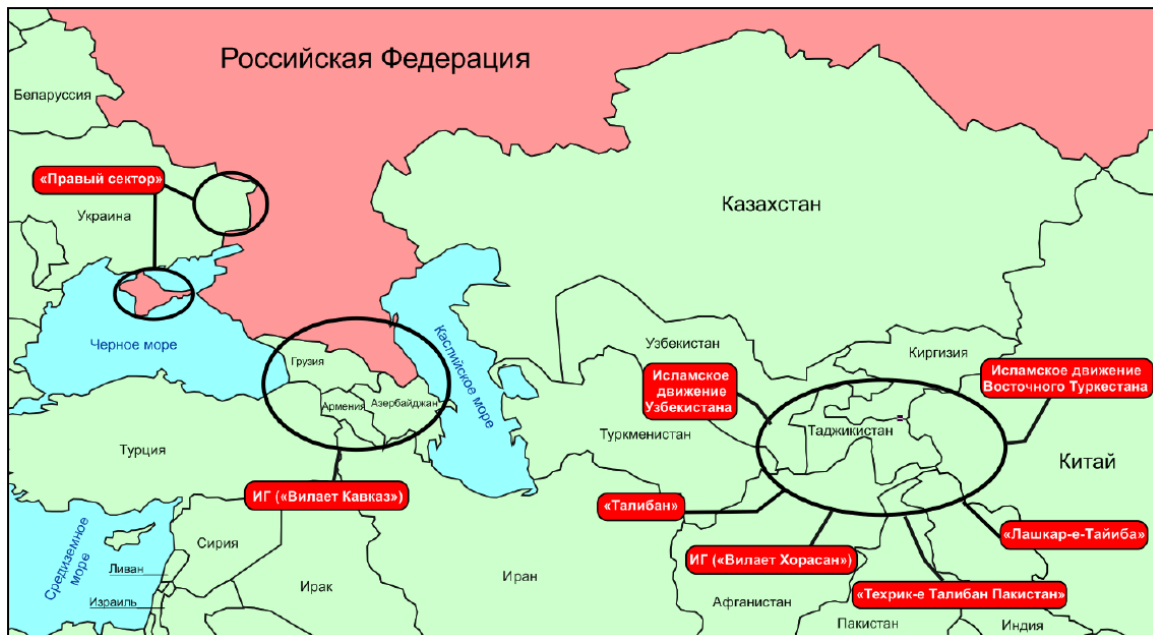 Российская Федерация
Беларуссия
«Правый сектор»
Украина
Казахстан
Черное море
Каспийское море
Грузия
Армения
Азербайджан
Узбекистан
Киргизия
Исламское
движение
Узбекистана
Исламское движение
Восточного Туркестана
Туркменистан
Таджикистан
Турция
Китай
ИГ («Вилает Кавказ»)
«Талибан»
«Лашкар-е-Тайиба»
ИГ («Вилает Хорасан»)
«Техрик-е Талибан Пакистан»
Средиземное
море
Сирия
Ливан
Израиль
Ирак
Иран
Афганистан
Пакистан
Индия